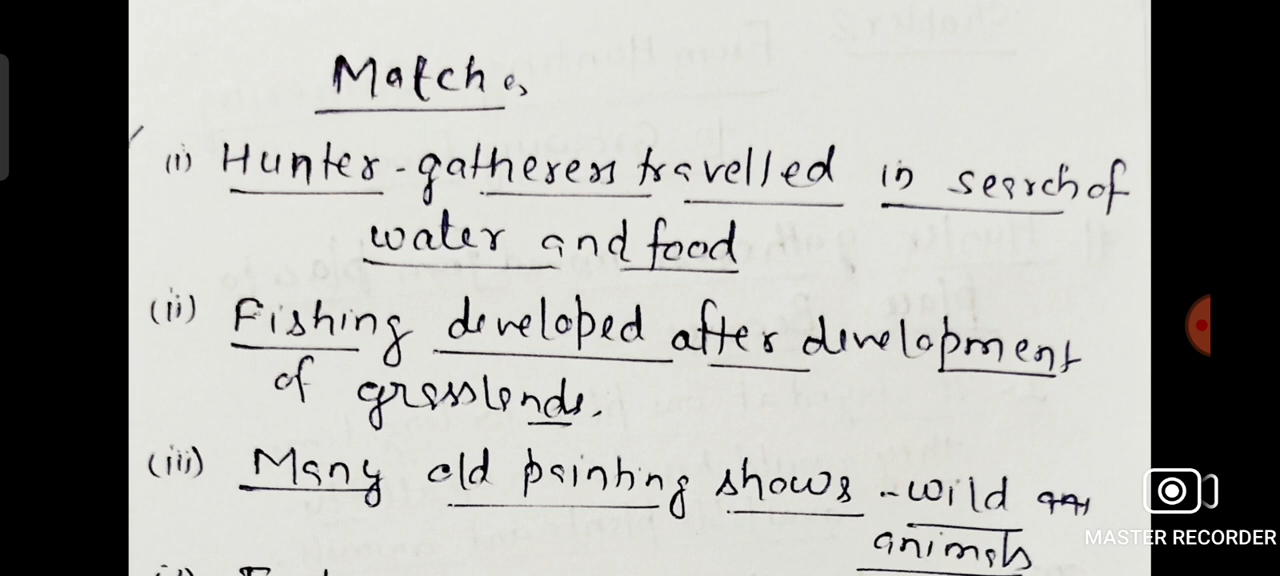 Match es
(i) Hunter-gatherers travelled in search of
water and food
(ii) Fishing developed after development
of grasslands.
(iii) Many old painting shows - wild
animals
MASTER RECORDER